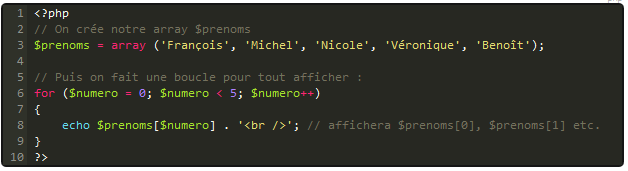 1 <?php
2 // On crée notre array $prenoms
3 $prenoms = array ('François', 'Michel', 'Nicole', 'Véronique', 'Benoît');
4
5 // Puis on fait une boucle pour tout afficher :
6 for ($numero = 0; $numero < 5; $numero++)
7 {
8     echo $prenoms[$numero] . '<br />'; // affichera $prenoms[0], $prenoms[1] etc.
9 }
10 ?>